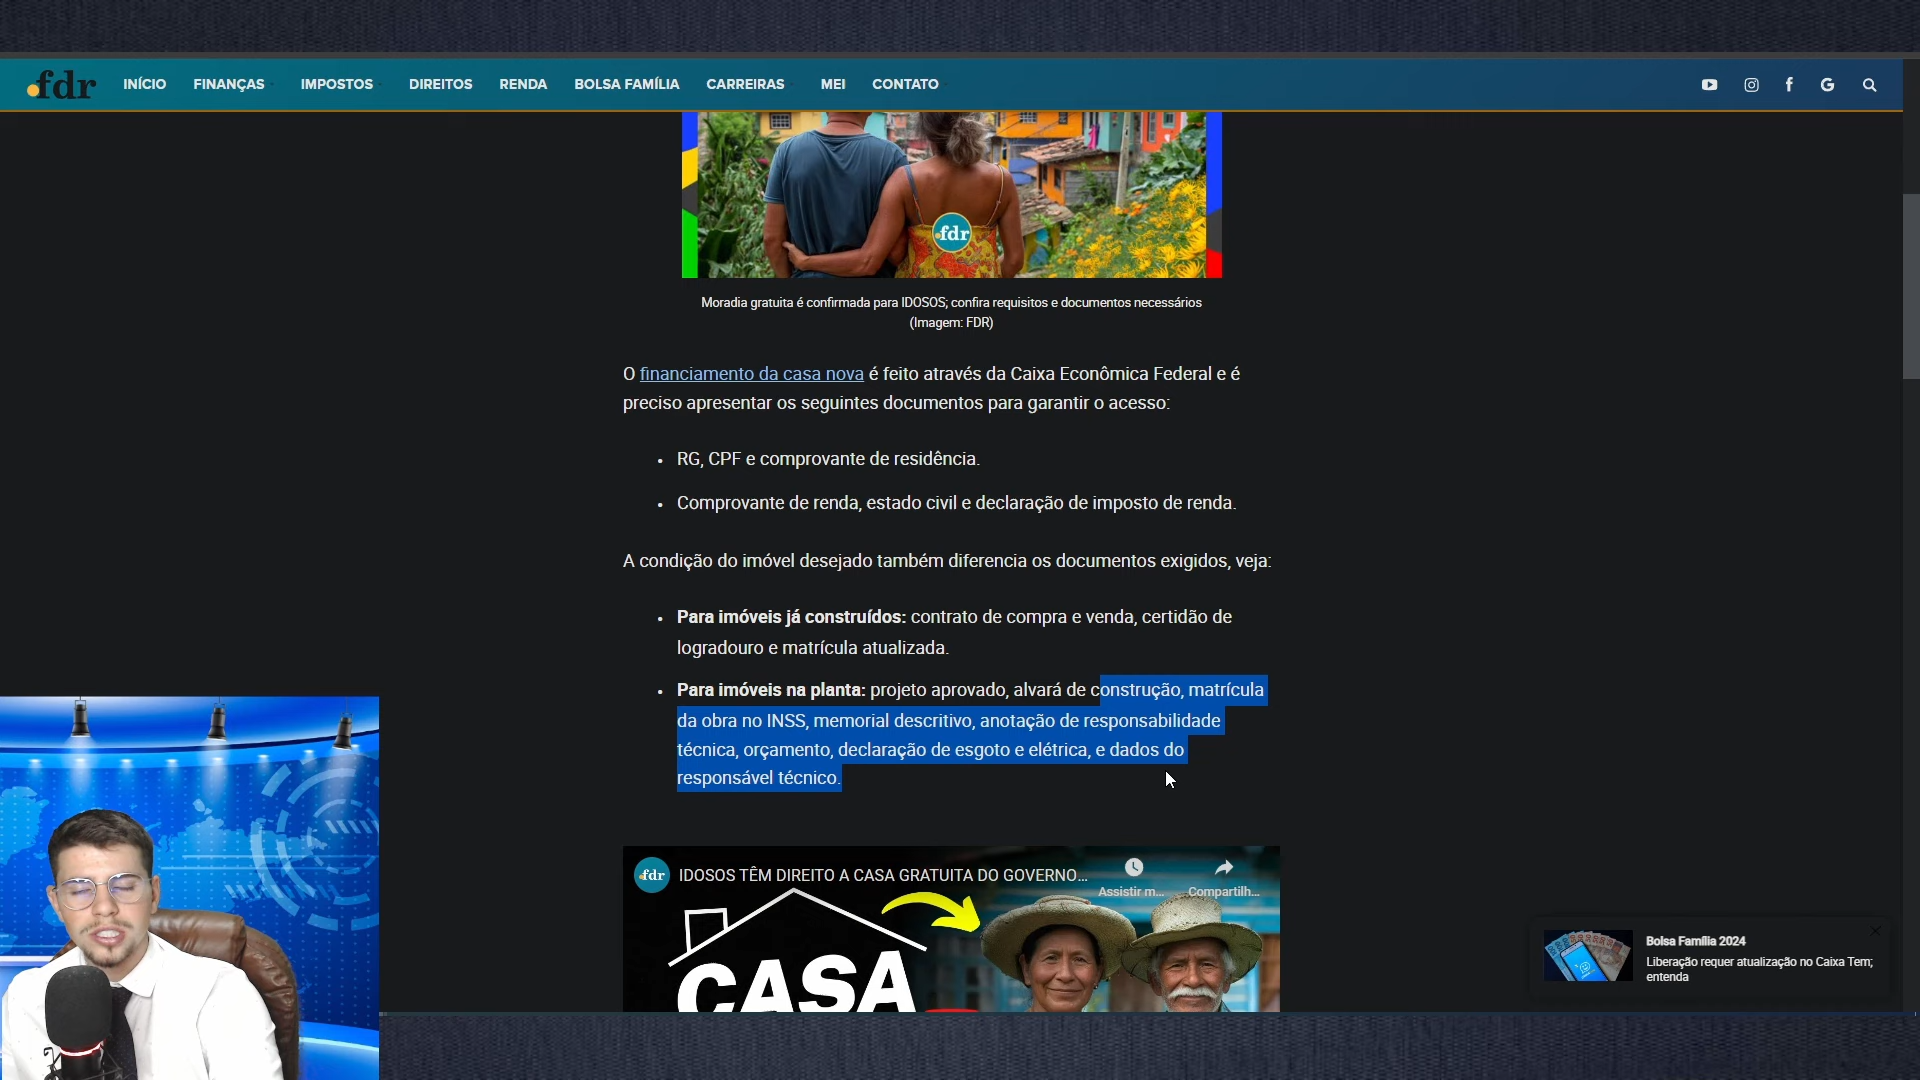 fdr
INÍCIO FINANÇAS IMPOSTOS DIREITOS RENDA BOLSA FAMÍLIA CARREIRAS MEI CONTATO
fdr
Moradia gratuita é confirmada para IDOSOS; confira requisitos e documentos necessários
(Imagem: FDR)
O financiamento da casa nova é feito através da Caixa Econômica Federal e é
preciso apresentar os seguintes documentos para garantir o acesso:
• RG, CPF e comprovante de residência.
• Comprovante de renda, estado civil e declaração de imposto de renda.
A condição do imóvel desejado também diferencia os documentos exigidos, veja:
• Para imóveis já construídos: contrato de compra e venda, certidão de
logradouro e matrícula atualizada.
• Para imóveis na planta: projeto aprovado, alvará de construção, matrícula
da obra no INSS, memorial descritivo, anotação de responsabilidade
técnica, orçamento, declaração de esgoto e elétrica, e dados do
responsável técnico.
fdr IDOSOS TÊM DIREITO A CASA GRATUITA DO GOVERNO...
Assistir m... Compartilh...
CASA
Bolsa Família 2024
Liberação requer atualização no Caixa Tem;
entenda